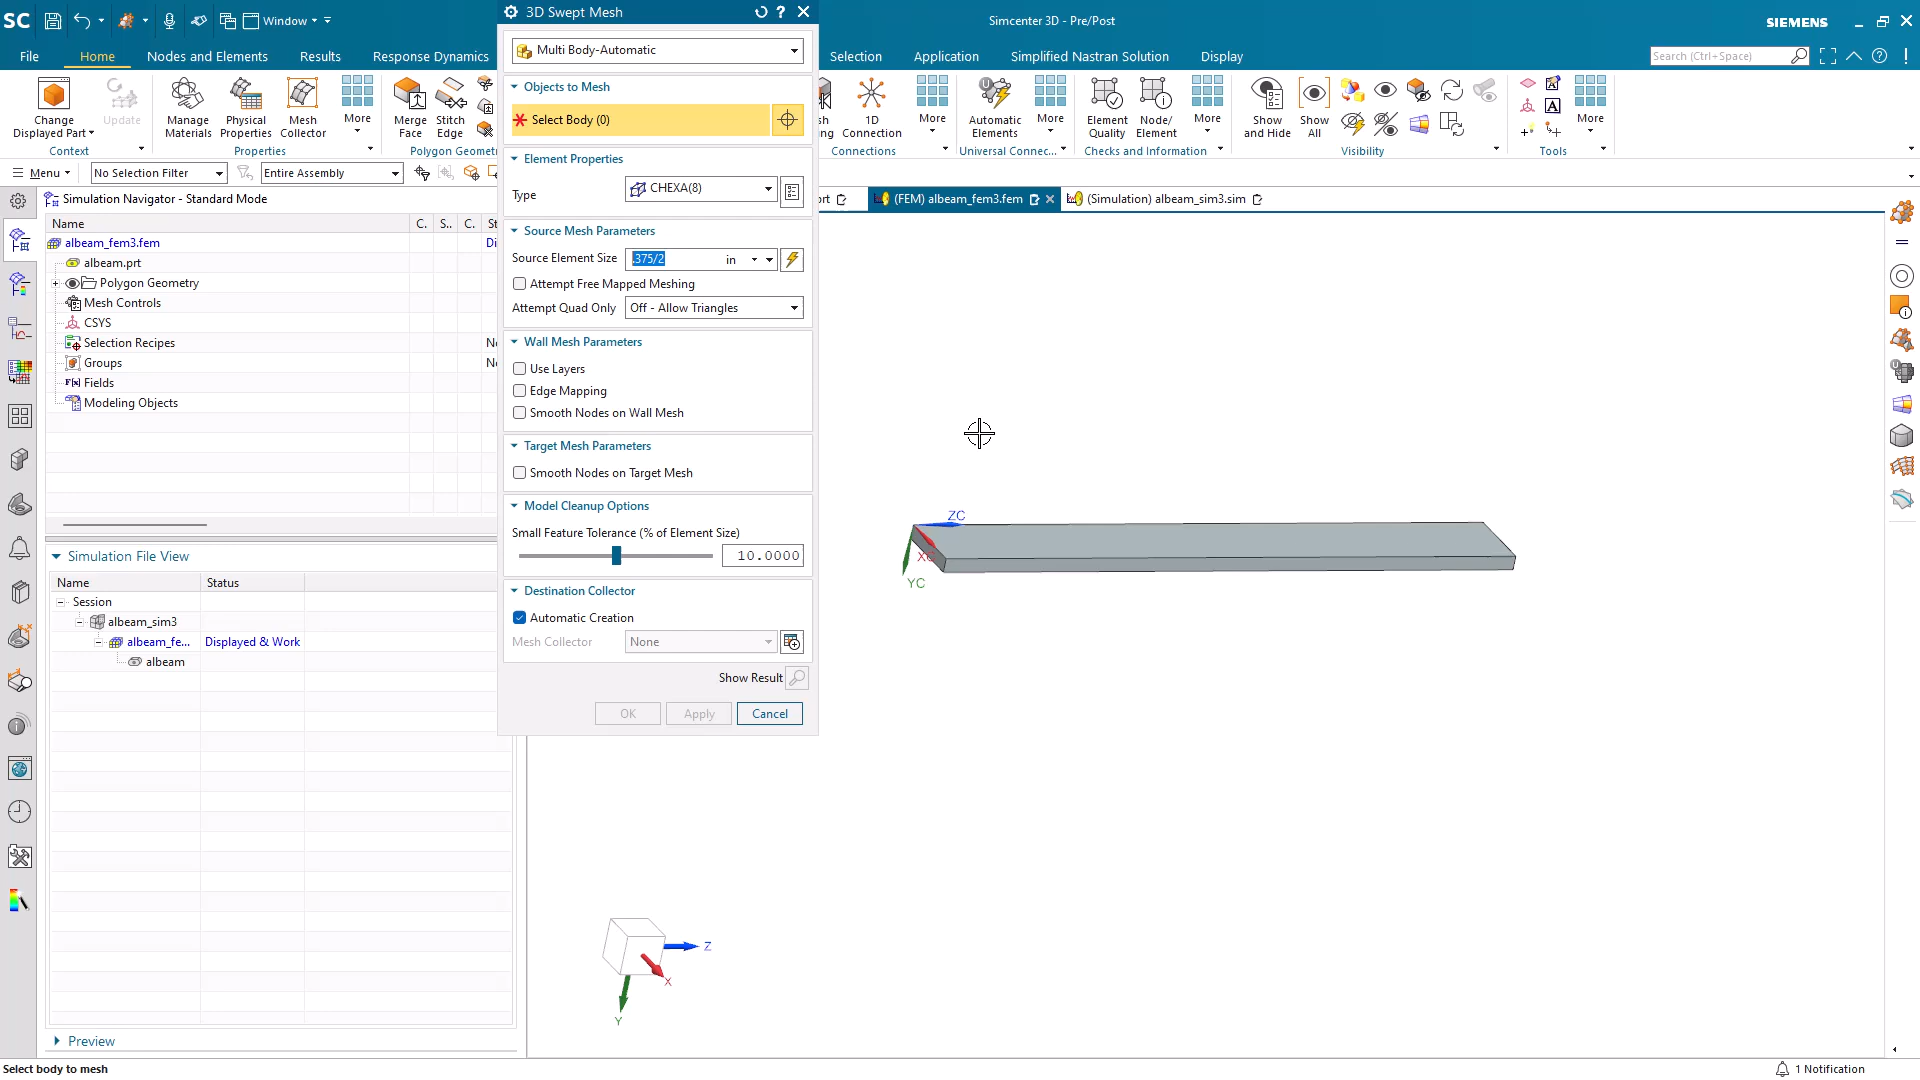 SC
Window
3D Swept Mesh
Simcenter 3D - Pre/Post
SIEMENS
File
Home
Nodes and Elements
Results
Response Dynamics
Selection
Application
Simplified Nastran Solution
Display
Search (Ctrl+Space)
Change Displayed Part
Update
Manage Materials
Physical Properties
Mesh Collector
More
Merge Face
Stitch Edge
1D Connection
More
Automatic Elements
More
Element Quality
Node/ Element
More
Show and Hide
Show All
More
Context
Properties
Polygon Geomet
Connections
Universal Connec...
Checks and Information
Visibility
Tools
Menu
No Selection Filter
Entire Assembly
Simulation Navigator - Standard Mode
Name C. S.. C. St
albeam_fem3.fem Di
albeam.prt
Polygon Geometry
Mesh Controls
CSYS
Selection Recipes
Groups
Fields
Modeling Objects
Simulation File View
Name Status
Session
albeam_sim3
albeam_fe... Displayed & Work
albeam
Preview
Multi Body-Automatic
Objects to Mesh
Select Body (0)
Element Properties
Type CHEXA(8)
Source Mesh Parameters
Source Element Size .375/2 in
Attempt Free Mapped Meshing
Attempt Quad Only Off - Allow Triangles
Wall Mesh Parameters
Use Layers
Edge Mapping
Smooth Nodes on Wall Mesh
Target Mesh Parameters
Smooth Nodes on Target Mesh
Model Cleanup Options
Small Feature Tolerance (% of Element Size)
10.0000
Destination Collector
Automatic Creation
Mesh Collector None
Show Result
OK Apply Cancel
(FEM) albeam_fem3.fem
(Simulation) albeam_sim3.sim
ZC
YC
Z
X
Y
Select body to mesh
1 Notification